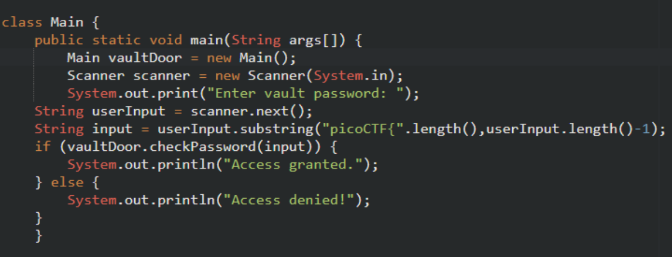 class Main {
    public static void main(String args[]) {
        Main vaultDoor = new Main();
        Scanner scanner = new Scanner(System.in);
        System.out.print("Enter vault password: ");
    String userInput = scanner.next();
    String input = userInput.substring("picoCTF{".length(),userInput.length()-1);
    if (vaultDoor.checkPassword(input)) {
        System.out.println("Access granted.");
    } else {
        System.out.println("Access denied!");
    }
    }